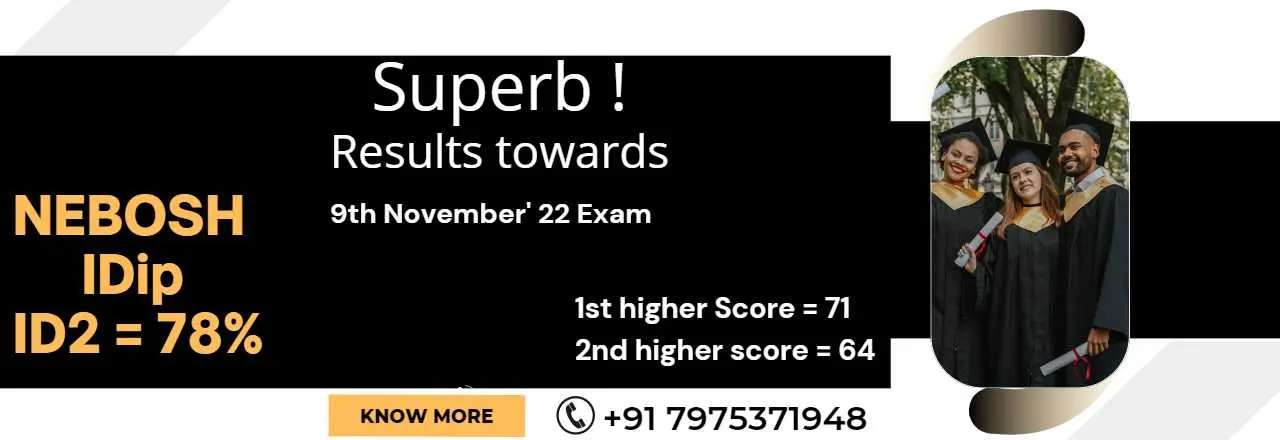 Superb !
Results towards
9th November' 22 Exam
NEBOSH
IDip
ID2 = 78%
1st higher Score = 71
2nd higher score = 64
KNOW MORE
+91 7975371948